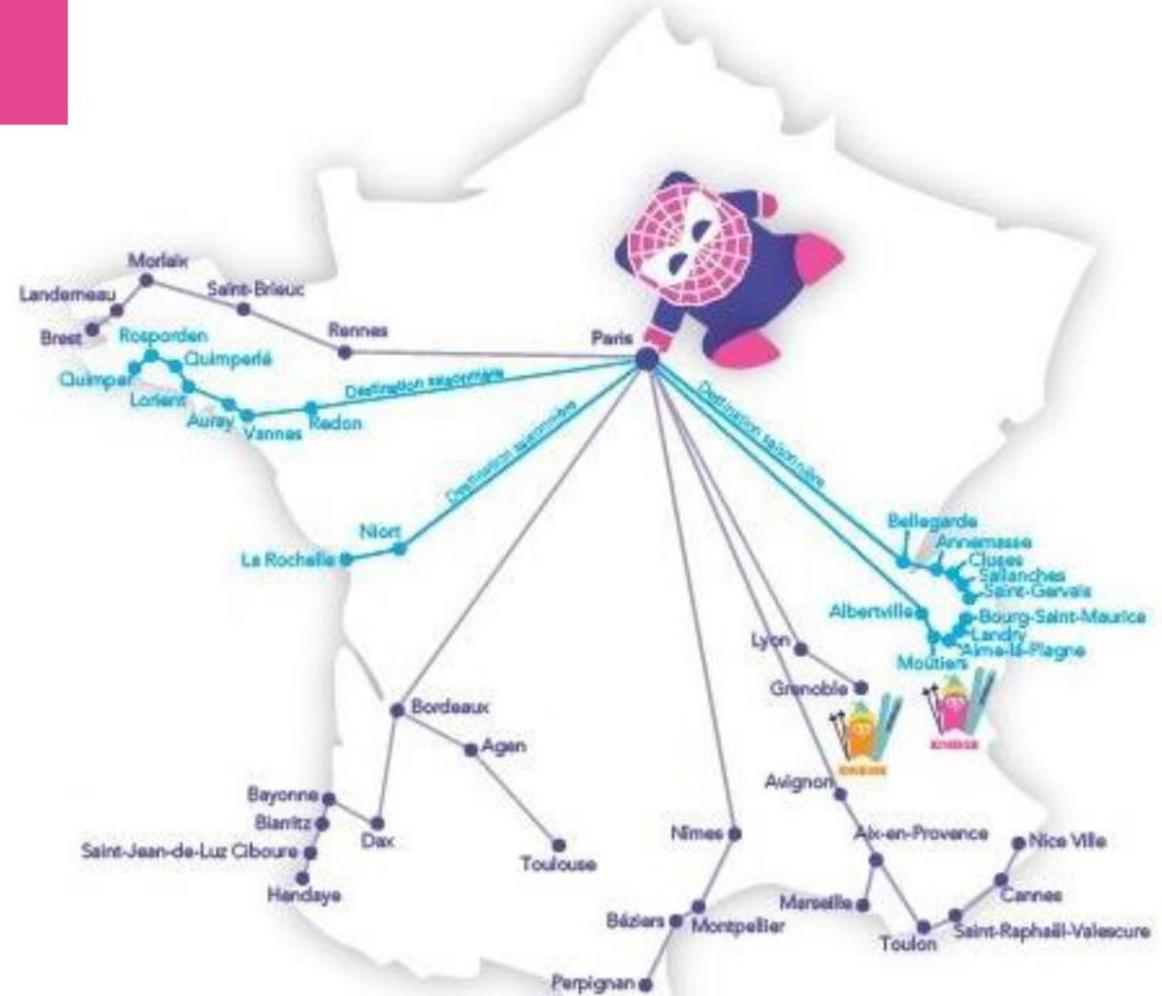 Morlaix
Landerneau
Saint-Brieuc
Brest
Rennes
Paris
Rosporden
Quimperlé
Quimper
Lorient
Auray
Vannes
Redon
Destination saisonnière
Destination saisonnière
Destination saisonnière
Niort
La Rochelle
Bellegarde
Annemasse
Cluses
Sallanches
Saint-Gervais
Albertville
Bourg-Saint-Maurice
Landry
Aime-la-Plagne
Moûtiers
Lyon
Grenoble
Bordeaux
Agen
Avignon
Bayonne
Biarritz
Dax
Saint-Jean-de-Luz Ciboure
Toulouse
Hendaye
Nîmes
Aix-en-Provence
Nice Ville
Cannes
Marseille
Béziers
Montpellier
Toulon
Saint-Raphaël-Valescure
Perpignan